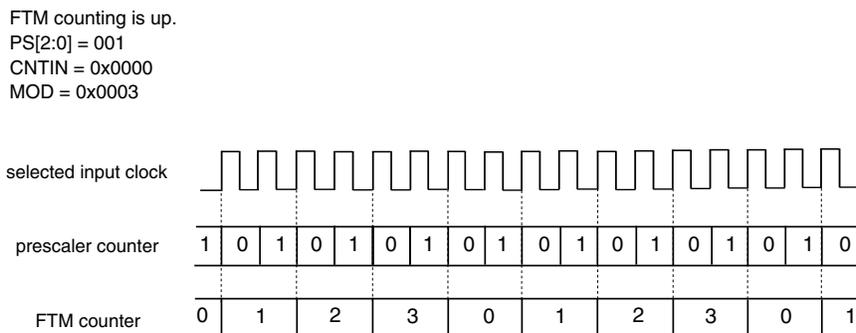 FTM counting is up.
PS[2:0] = 001
CNTIN = 0x0000
MOD = 0x0003
selected input clock
prescaler counter 1 0 1 0 1 0 1 0 1 0 1 0 1 0 1 0 1 0
FTM counter 0 1 2 3 0 1 2 3 0 1